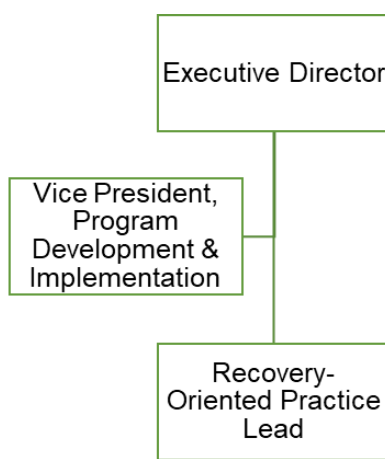 Executive Director
Vice President,
Program
Development &
Implementation
Recovery-
Oriented Practice
Lead